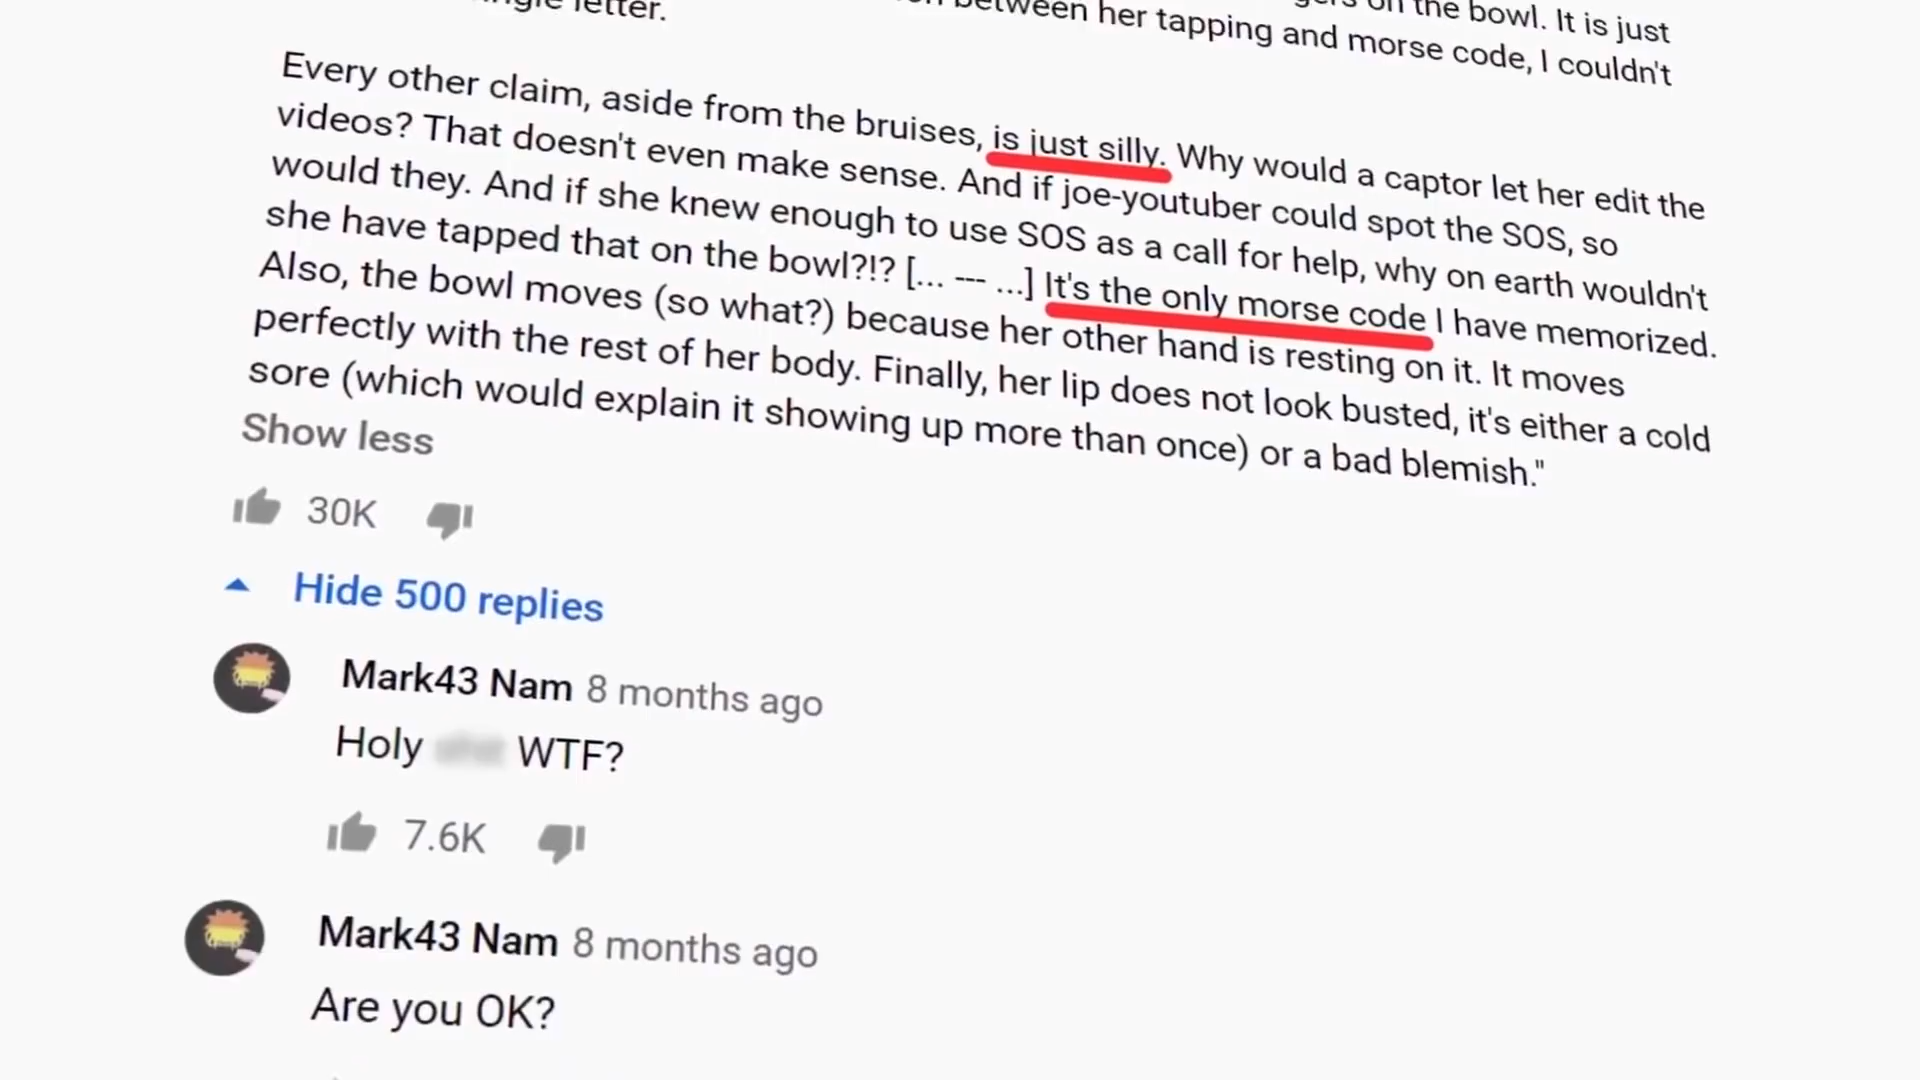 ngle letter.
gers on the bowl. It is just
between her tapping and morse code, I couldn't
Every other claim, aside from the bruises, is just silly. Why would a captor let her edit the
videos? That doesn't even make sense. And if joe-youtuber could spot the SOS, so
would they. And if she knew enough to use SOS as a call for help, why on earth wouldn't
she have tapped that on the bowl?!? [... --- ...] It's the only morse code I have memorized.
Also, the bowl moves (so what?) because her other hand is resting on it. It moves
perfectly with the rest of her body. Finally, her lip does not look busted, it's either a cold
sore (which would explain it showing up more than once) or a bad blemish."
Show less
30K
Hide 500 replies
Mark43 Nam 8 months ago
Holy WTF?
7.6K
Mark43 Nam 8 months ago
Are you OK?